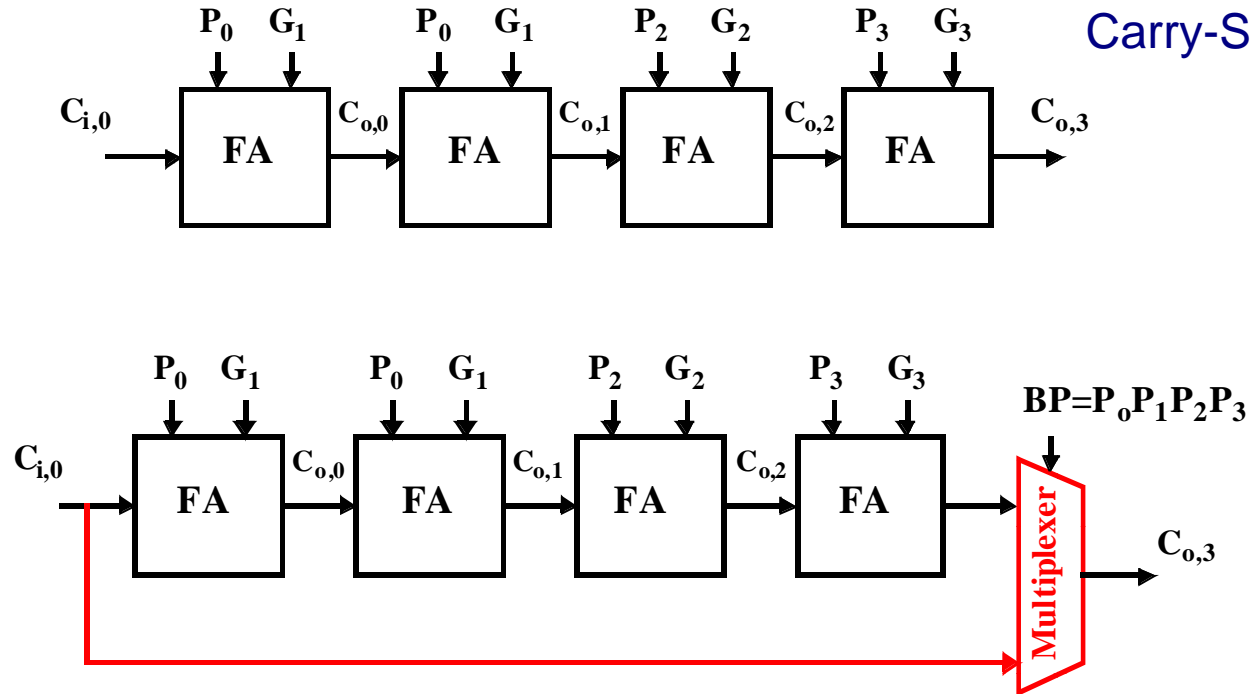 Carry-S
P₀ G₁ P₀ G₁ P₂ G₂ P₃ G₃
Cᵢ,₀ FA Cₒ,₀ FA Cₒ,₁ FA Cₒ,₂ FA Cₒ,₃
P₀ G₁ P₀ G₁ P₂ G₂ P₃ G₃
BP=PₒP₁P₂P₃
Cᵢ,₀ FA Cₒ,₀ FA Cₒ,₁ FA Cₒ,₂ FA
Multiplexer
Cₒ,₃